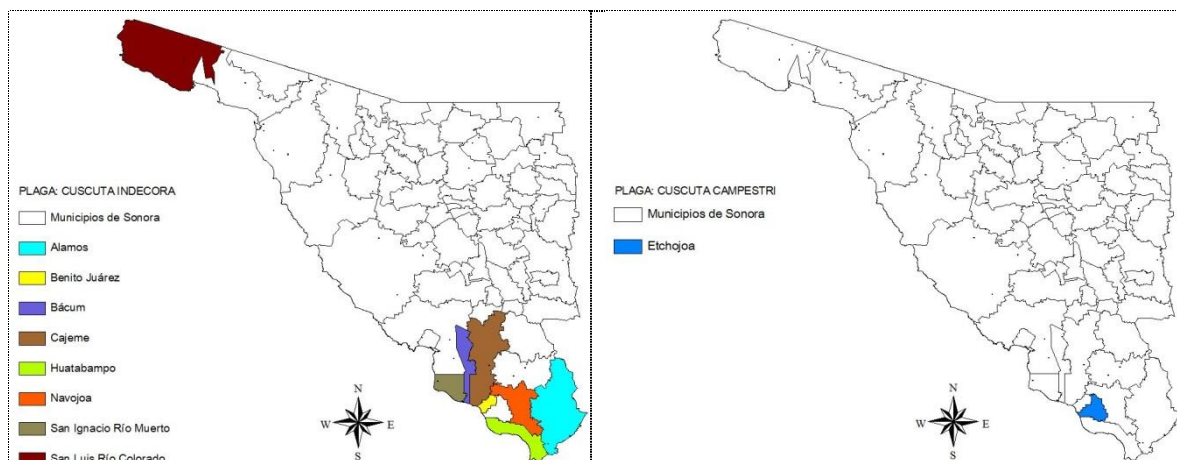 PLAGA: CUSCUTA INDECORA
Municipios de Sonora
Alamos
Benito Juárez
Bácum
Cajeme
Huatabampo
Navojoa
San Ignacio Río Muerto
San Luis Río Colorado
N
W
E
S
PLAGA: CUSCUTA CAMPESTRI
Municipios de Sonora
Etchojoa
N
W
E
S